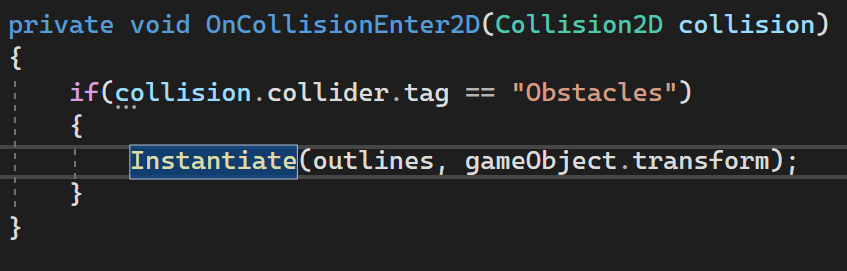 private void OnCollisionEnter2D(Collision2D collision)
{
if(collision.collider.tag == "Obstacles")
{
Instantiate(outlines, gameObject.transform);
}
}